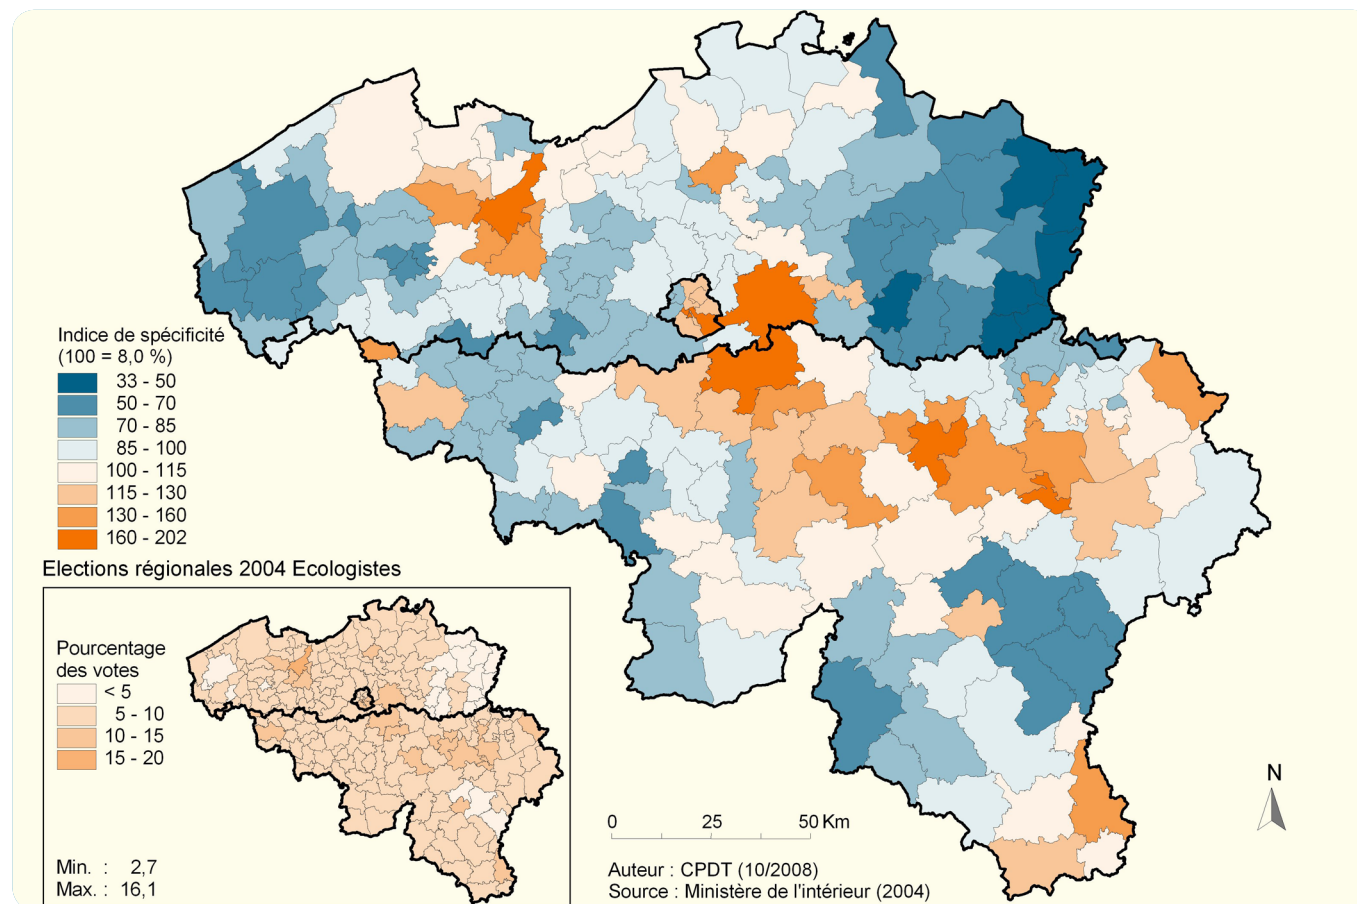 Indice de spécificité
(100 = 8,0 %)
33 - 50
50 - 70
70 - 85
85 - 100
100 - 115
115 - 130
130 - 160
160 - 202
Elections régionales 2004 Ecologistes
Pourcentage
des votes
< 5
5 - 10
10 - 15
15 - 20
Min. : 2,7
Max. : 16,1
0 25 50 Km
Auteur : CPDT (10/2008)
Source : Ministère de l'intérieur (2004)
N